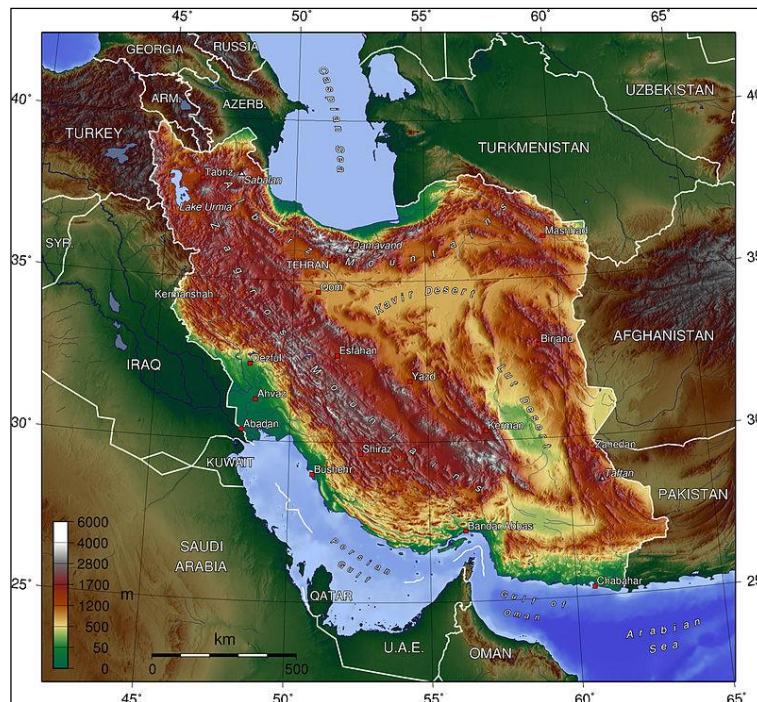 45°
50°
55°
60°
65°
GEORGIA
RUSSIA
Caspian Sea
UZBEKISTAN
40°
40°
ARM.
AZERB.
TURKEY
TURKMENISTAN
Tabriz
Sabalan
Lake Urmia
Alborz Mountains
Mashhad
SYR.
Damavand
35°
35°
TEHRAN
Qom
Kavir Desert
Kermanshah
Zagros Mountains
AFGHANISTAN
Birjand
Esfahan
IRAQ
Dezful
Yazd
Lut Desert
Ahvaz
30°
30°
Abadan
Kerman
Zahedan
KUWAIT
Shiraz
Taftan
Bushehr
PAKISTAN
Bandar Abbas
6000
4000
2800
1700
1200
500
50
0
m
SAUDI
ARABIA
Persian
Gulf
25°
25°
Chabahar
QATAR
Gulf of
Oman
km
0
500
Arabian
Sea
U.A.E.
OMAN
45°
50°
55°
60°
65°